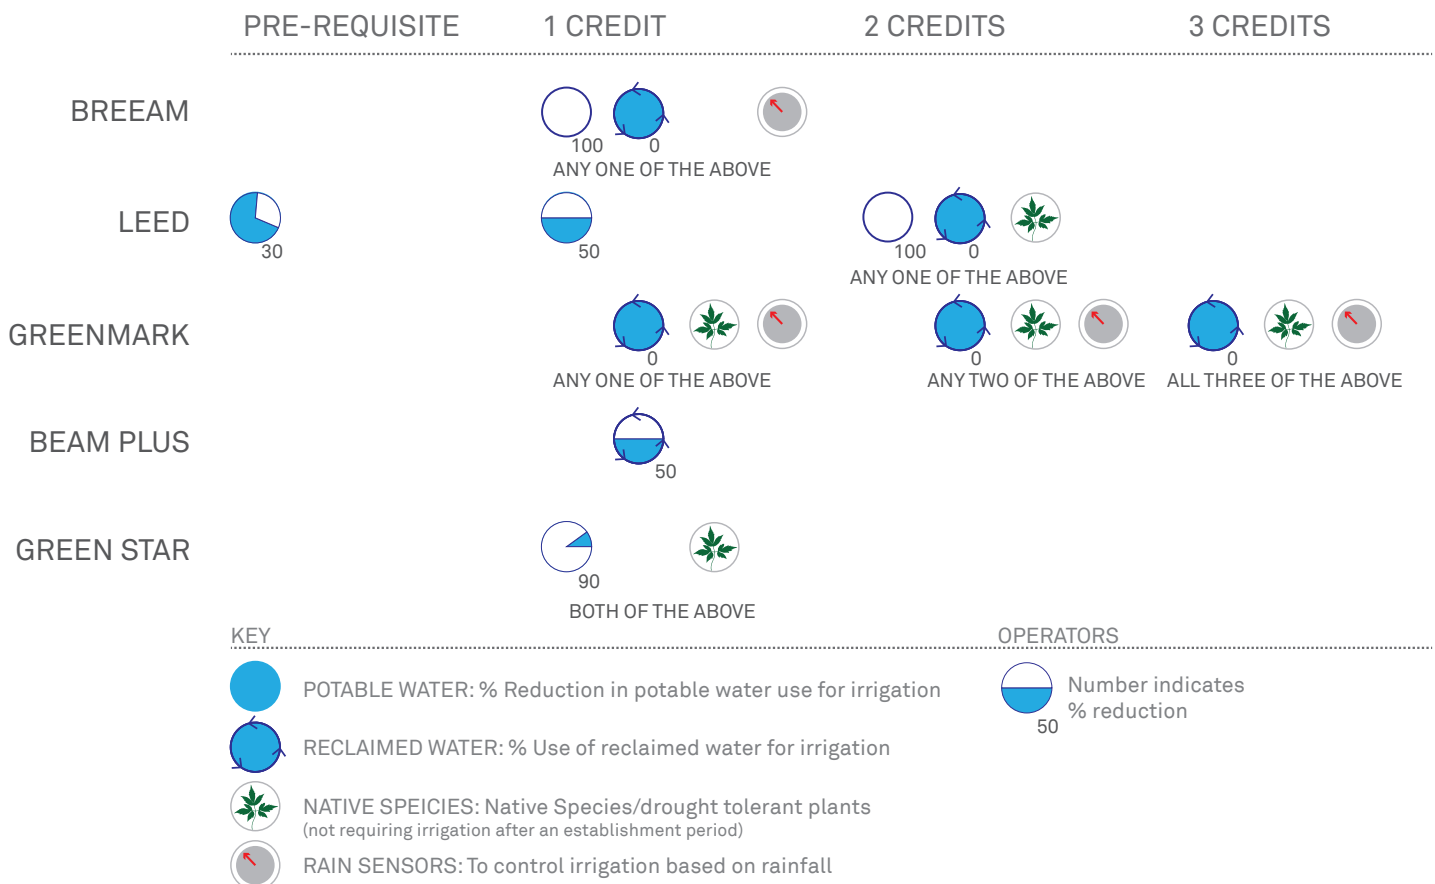 PRE-REQUISITE 1 CREDIT 2 CREDITS 3 CREDITS
BREEAM
100 0
ANY ONE OF THE ABOVE
LEED
30 50 100 0
ANY ONE OF THE ABOVE
GREENMARK
0 0 0
ANY ONE OF THE ABOVE ANY TWO OF THE ABOVE ALL THREE OF THE ABOVE
BEAM PLUS
50
GREEN STAR
90
BOTH OF THE ABOVE
KEY OPERATORS
POTABLE WATER: % Reduction in potable water use for irrigation
Number indicates
% reduction
50
RECLAIMED WATER: % Use of reclaimed water for irrigation
NATIVE SPEICIES: Native Species/drought tolerant plants
(not requiring irrigation after an establishment period)
RAIN SENSORS: To control irrigation based on rainfall